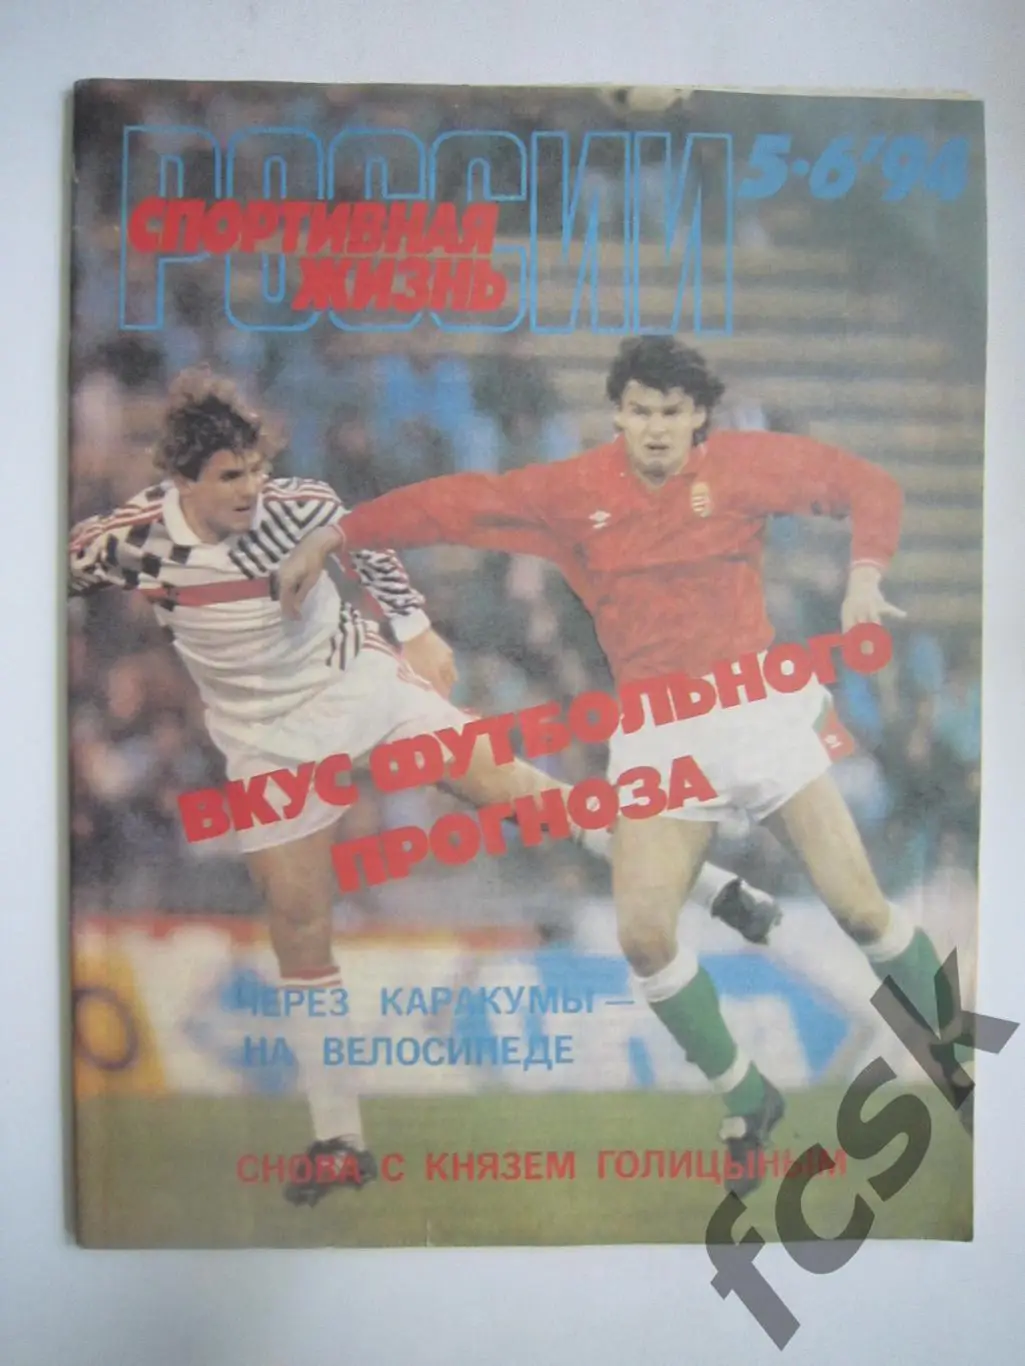 РОССИИ
5·6'94
СПОРТИВНАЯ
ЖИЗНЬ
ВКУС ФУТБОЛЬНОГО
ПРОГНОЗА
ЧЕРЕЗ КАРАКУМЫ —
НА ВЕЛОСИПЕДЕ
СНОВА С КНЯЗЕМ ГОЛИЦЫНЫМ
fcsk